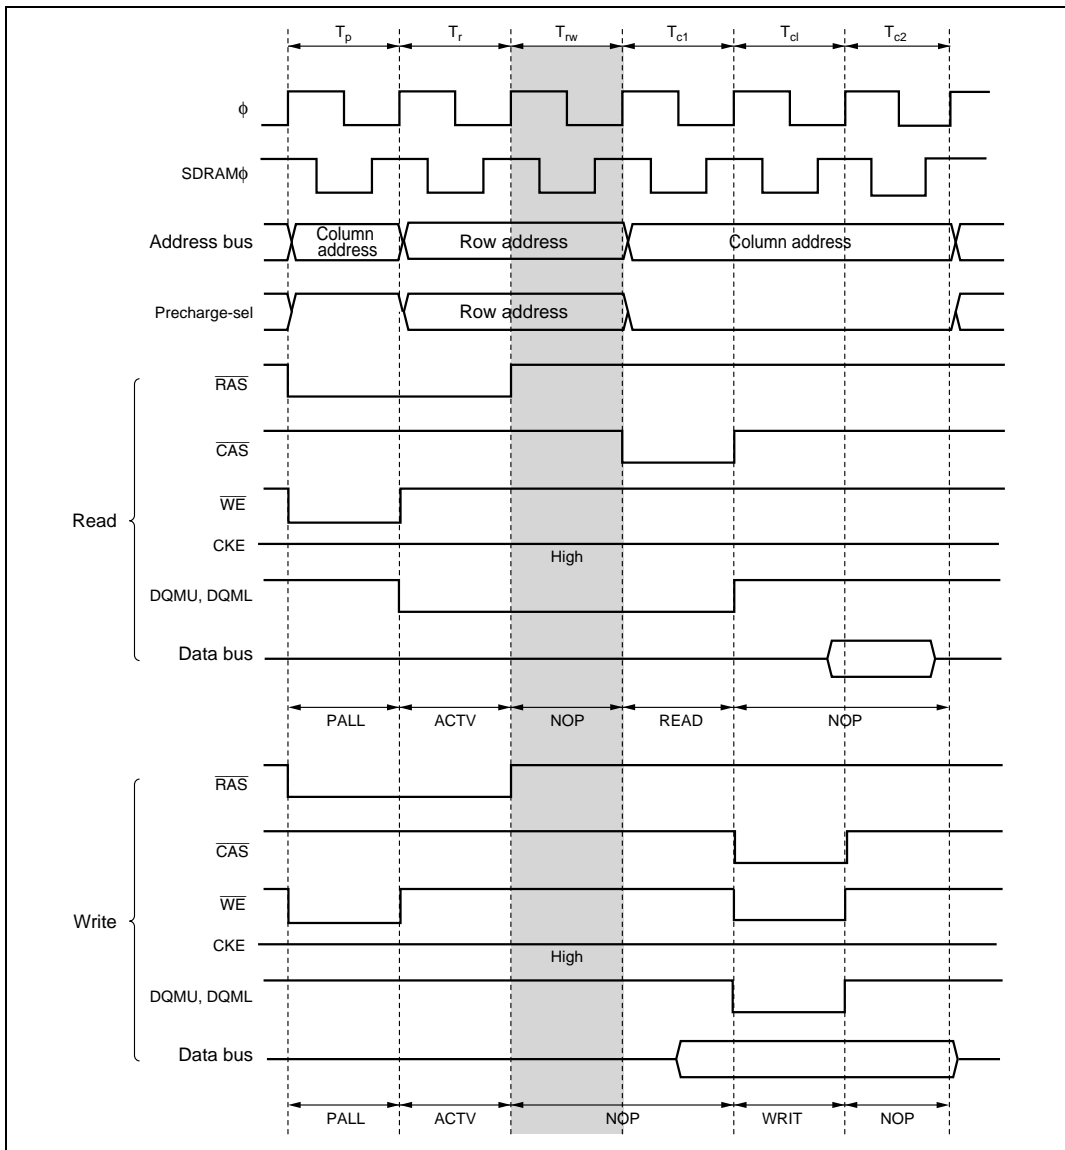 Tp Tr Trw Tc1 Tcl Tc2
ϕ
SDRAMϕ
Address bus Column address Row address Column address
Precharge-sel Row address
Read
RAS
CAS
WE
CKE High
DQMU, DQML
Data bus
PALL ACTV NOP READ NOP
Write
RAS
CAS
WE
CKE High
DQMU, DQML
Data bus
PALL ACTV NOP WRIT NOP